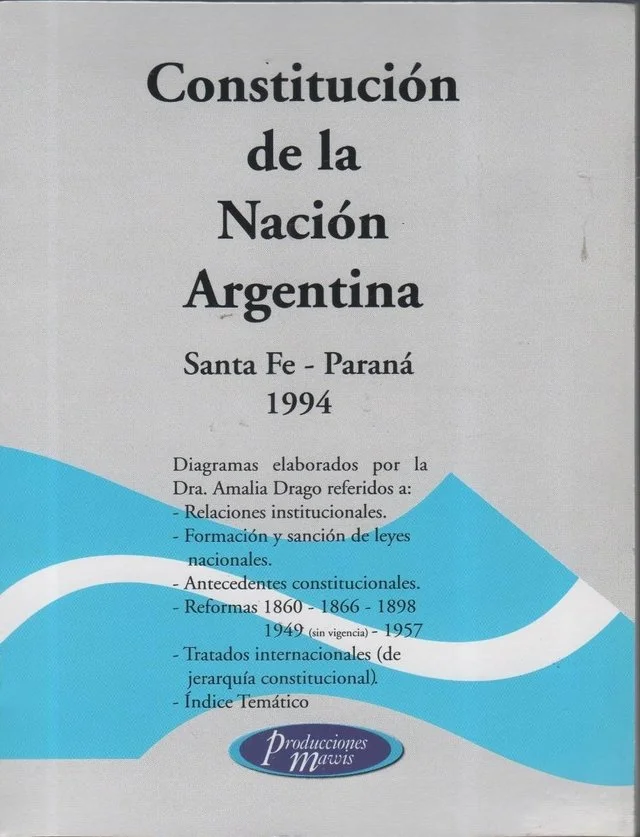 Constitución
de la
Nación
Argentina
Santa Fe - Paraná
1994
Diagramas elaborados por la
Dra. Amalia Drago referidos a:
- Relaciones institucionales.
- Formación y sanción de leyes
nacionales.
- Antecedentes constitucionales.
- Reformas 1860 - 1866 - 1898
1949 (sin vigencia) - 1957
- Tratados internacionales (de
jerarquía constitucional).
- Índice Temático
Producciones
Mawis